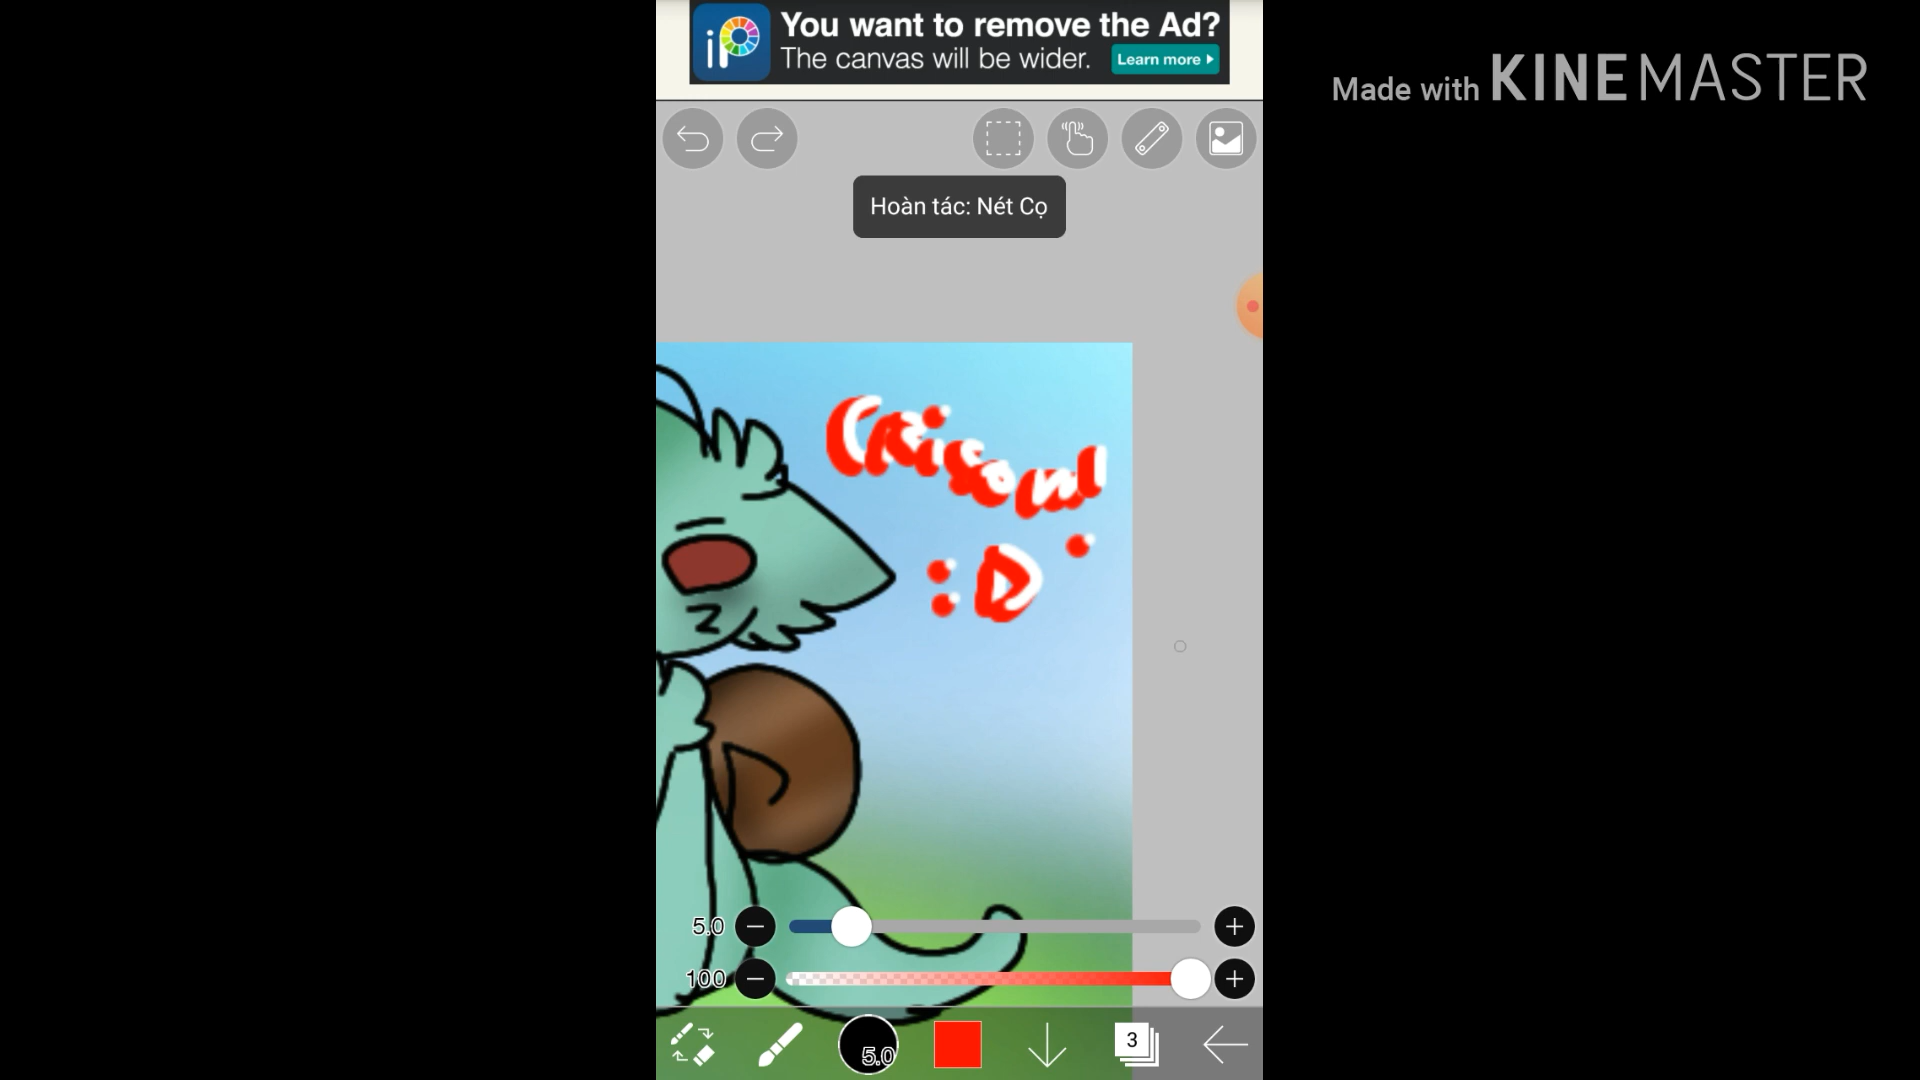 You want to remove the Ad?
iP
The canvas will be wider.
Learn more
Made with KINEMASTER
Hoàn tác: Nét Cọ
:D
5.0
100
5.0
3